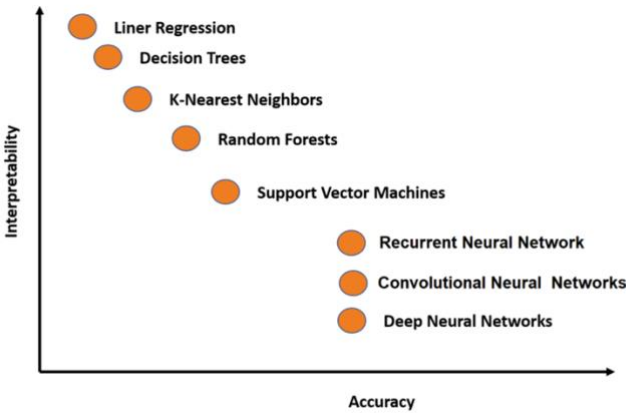 Liner Regression
Decision Trees
K-Nearest Neighbors
Random Forests
Support Vector Machines
Recurrent Neural Network
Convolutional Neural Networks
Deep Neural Networks
Interpretability
Accuracy